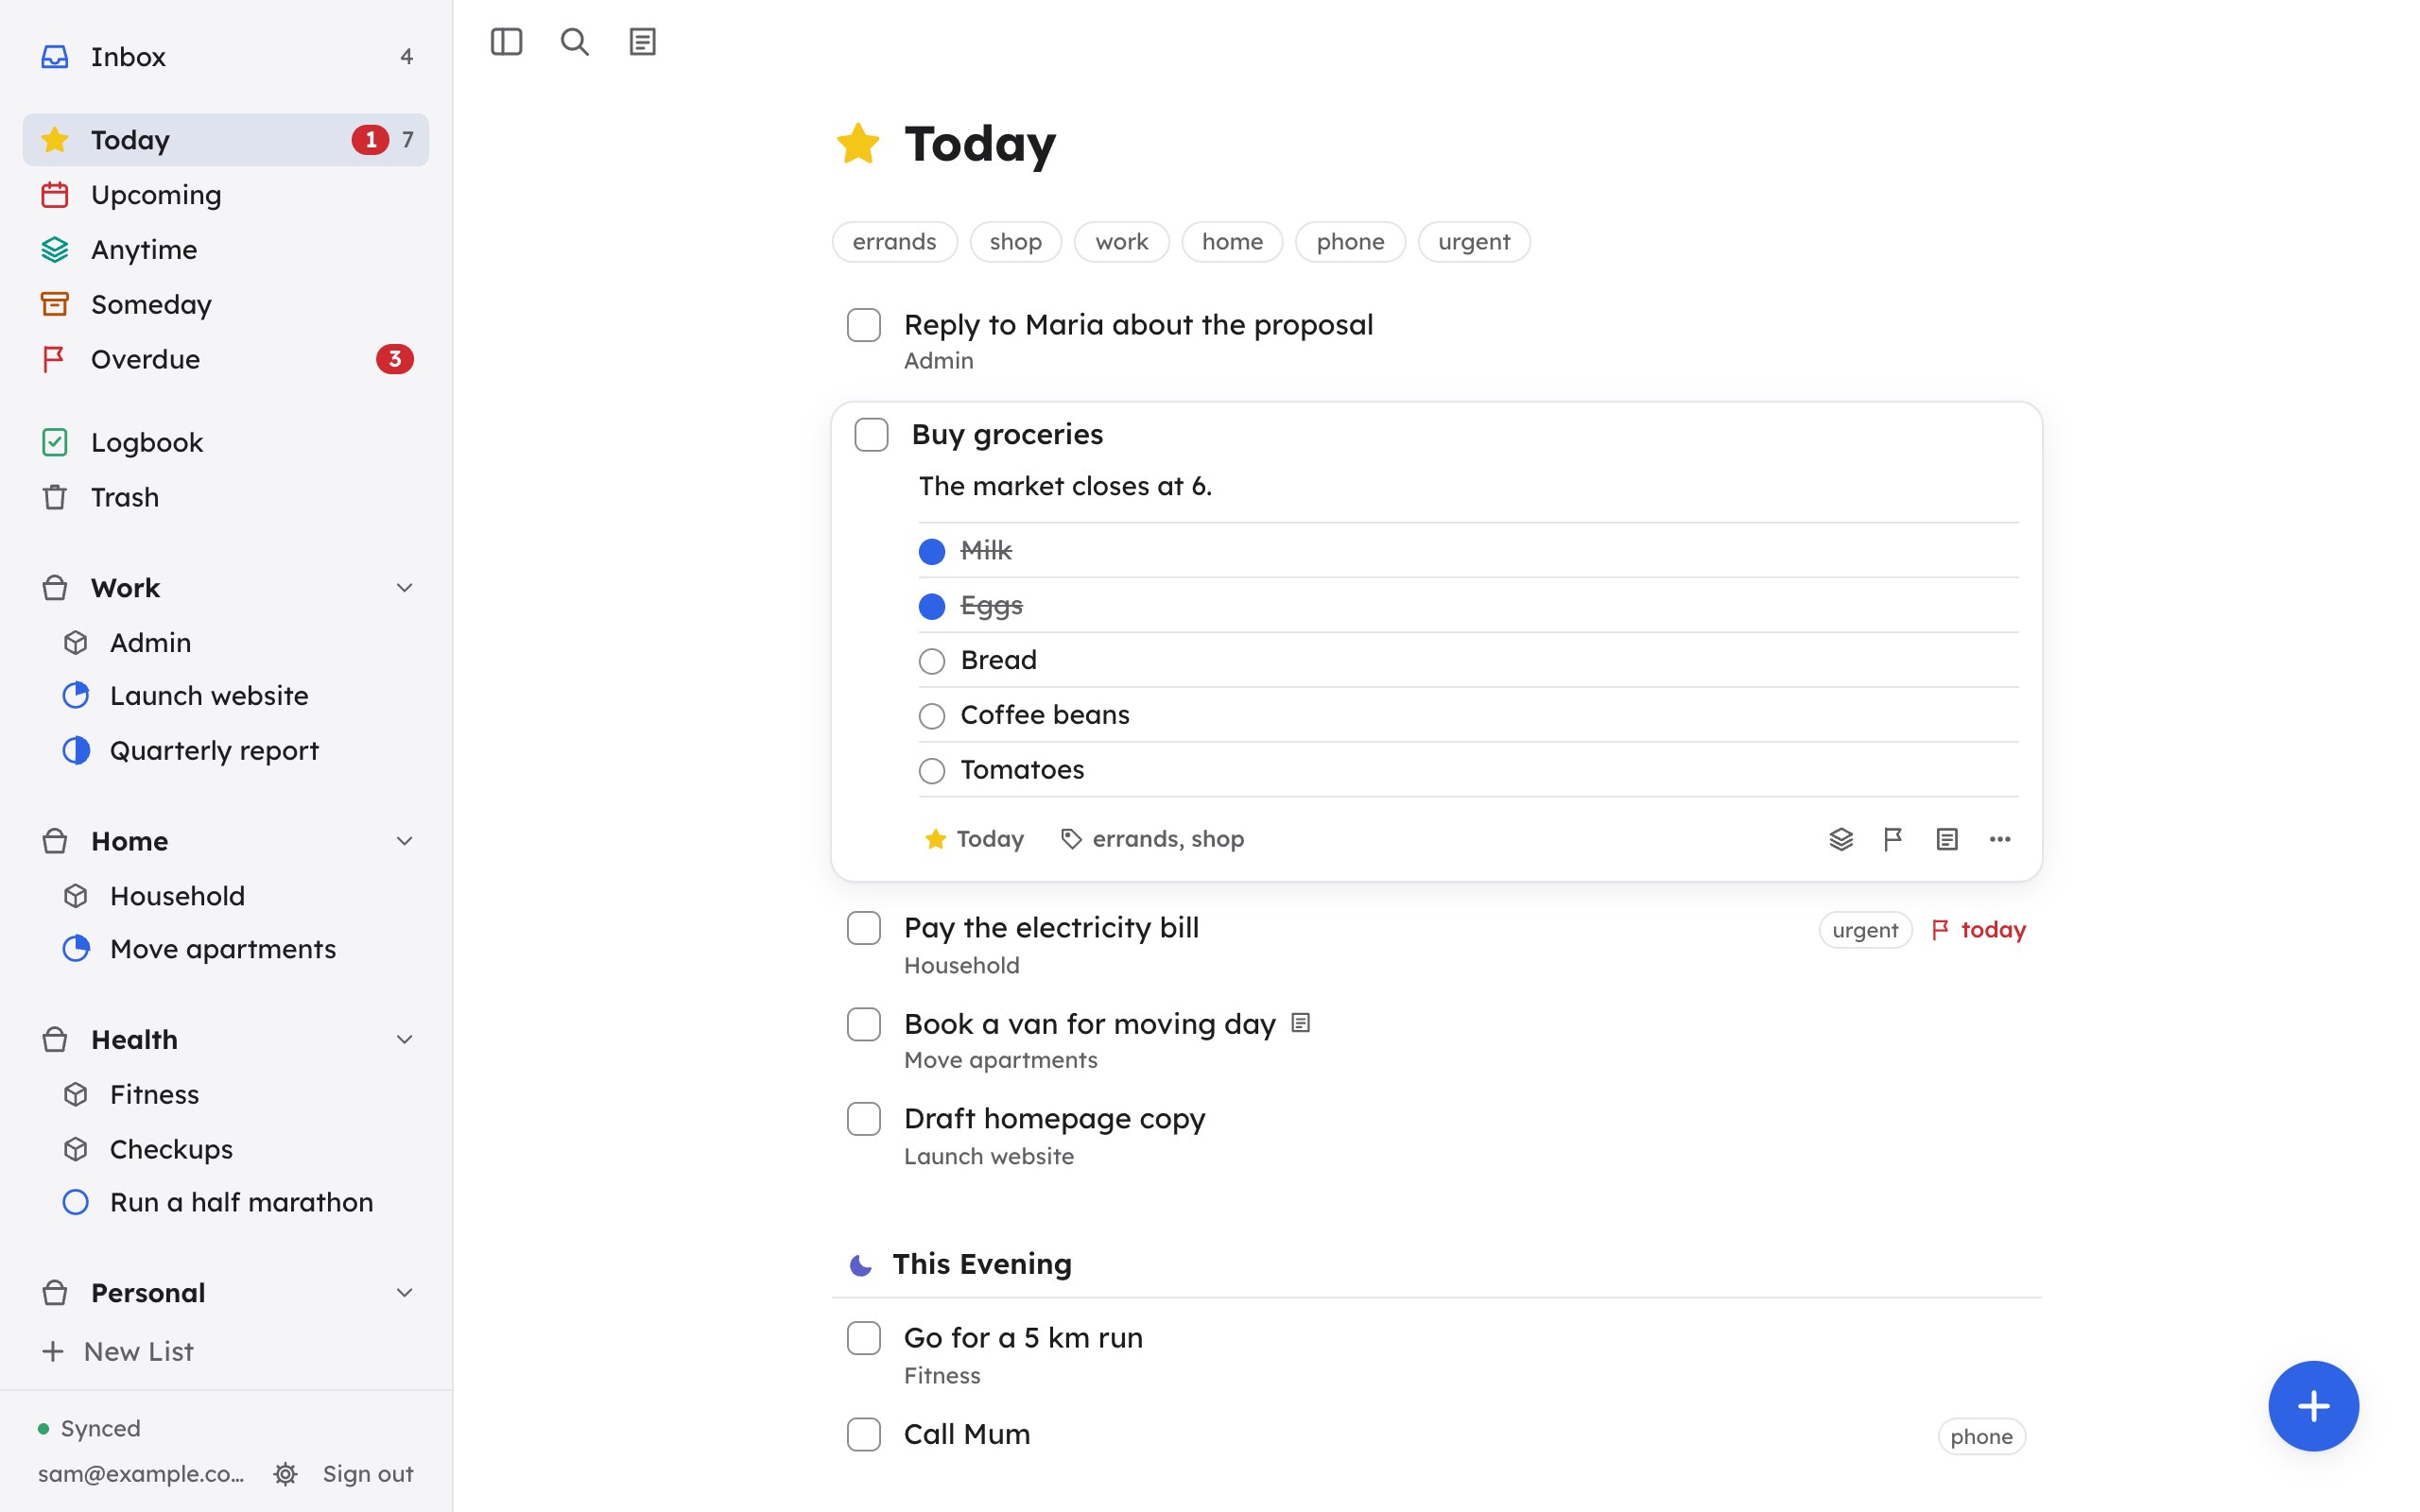 Inbox 4
Today 1 7
Upcoming
Anytime
Someday
Overdue 3
Logbook
Trash
Work
Admin
Launch website
Quarterly report
Home
Household
Move apartments
Health
Fitness
Checkups
Run a half marathon
Personal
New List
Synced
sam@example.co... Sign out
Today
errands shop work home phone urgent
Reply to Maria about the proposal
Admin
Buy groceries
The market closes at 6.
Milk
Eggs
Bread
Coffee beans
Tomatoes
Today errands, shop
Pay the electricity bill urgent today
Household
Book a van for moving day
Move apartments
Draft homepage copy
Launch website
This Evening
Go for a 5 km run
Fitness
Call Mum phone